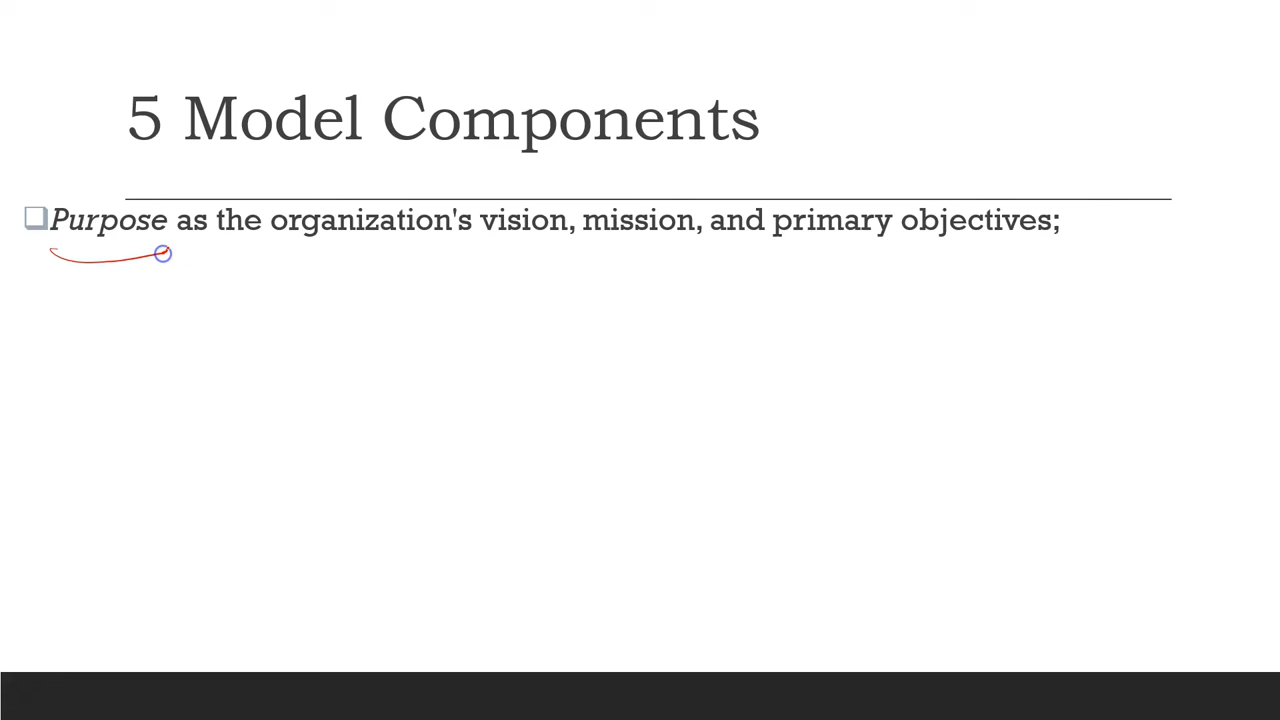 5 Model Components
Purpose as the organization's vision, mission, and primary objectives;